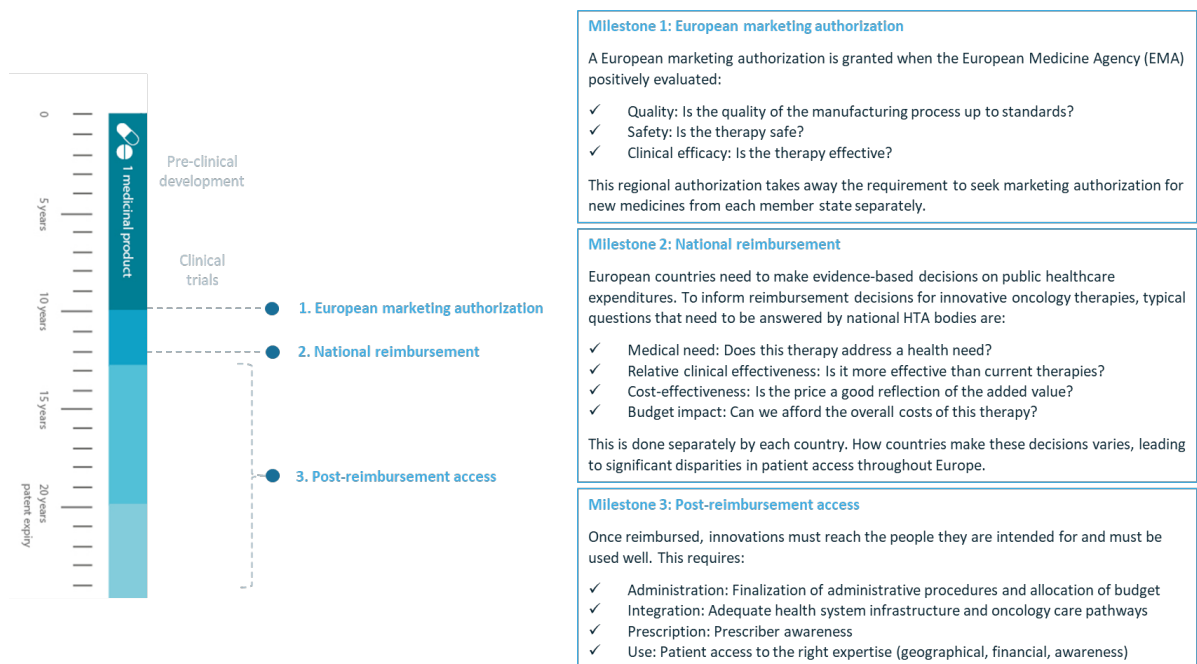 0
5 years
10 years
15 years
20 years
patent expiry
1 medicinal product
Pre-clinical
development
Clinical
trials
1. European marketing authorization
2. National reimbursement
3. Post-reimbursement access
Milestone 1: European marketing authorization
A European marketing authorization is granted when the European Medicine Agency (EMA)
positively evaluated:
✓ Quality: Is the quality of the manufacturing process up to standards?
✓ Safety: Is the therapy safe?
✓ Clinical efficacy: Is the therapy effective?
This regional authorization takes away the requirement to seek marketing authorization for
new medicines from each member state separately.
Milestone 2: National reimbursement
European countries need to make evidence-based decisions on public healthcare
expenditures. To inform reimbursement decisions for innovative oncology therapies, typical
questions that need to be answered by national HTA bodies are:
✓ Medical need: Does this therapy address a health need?
✓ Relative clinical effectiveness: Is it more effective than current therapies?
✓ Cost-effectiveness: Is the price a good reflection of the added value?
✓ Budget impact: Can we afford the overall costs of this therapy?
This is done separately by each country. How countries make these decisions varies, leading
to significant disparities in patient access throughout Europe.
Milestone 3: Post-reimbursement access
Once reimbursed, innovations must reach the people they are intended for and must be
used well. This requires:
✓ Administration: Finalization of administrative procedures and allocation of budget
✓ Integration: Adequate health system infrastructure and oncology care pathways
✓ Prescription: Prescriber awareness
✓ Use: Patient access to the right expertise (geographical, financial, awareness)